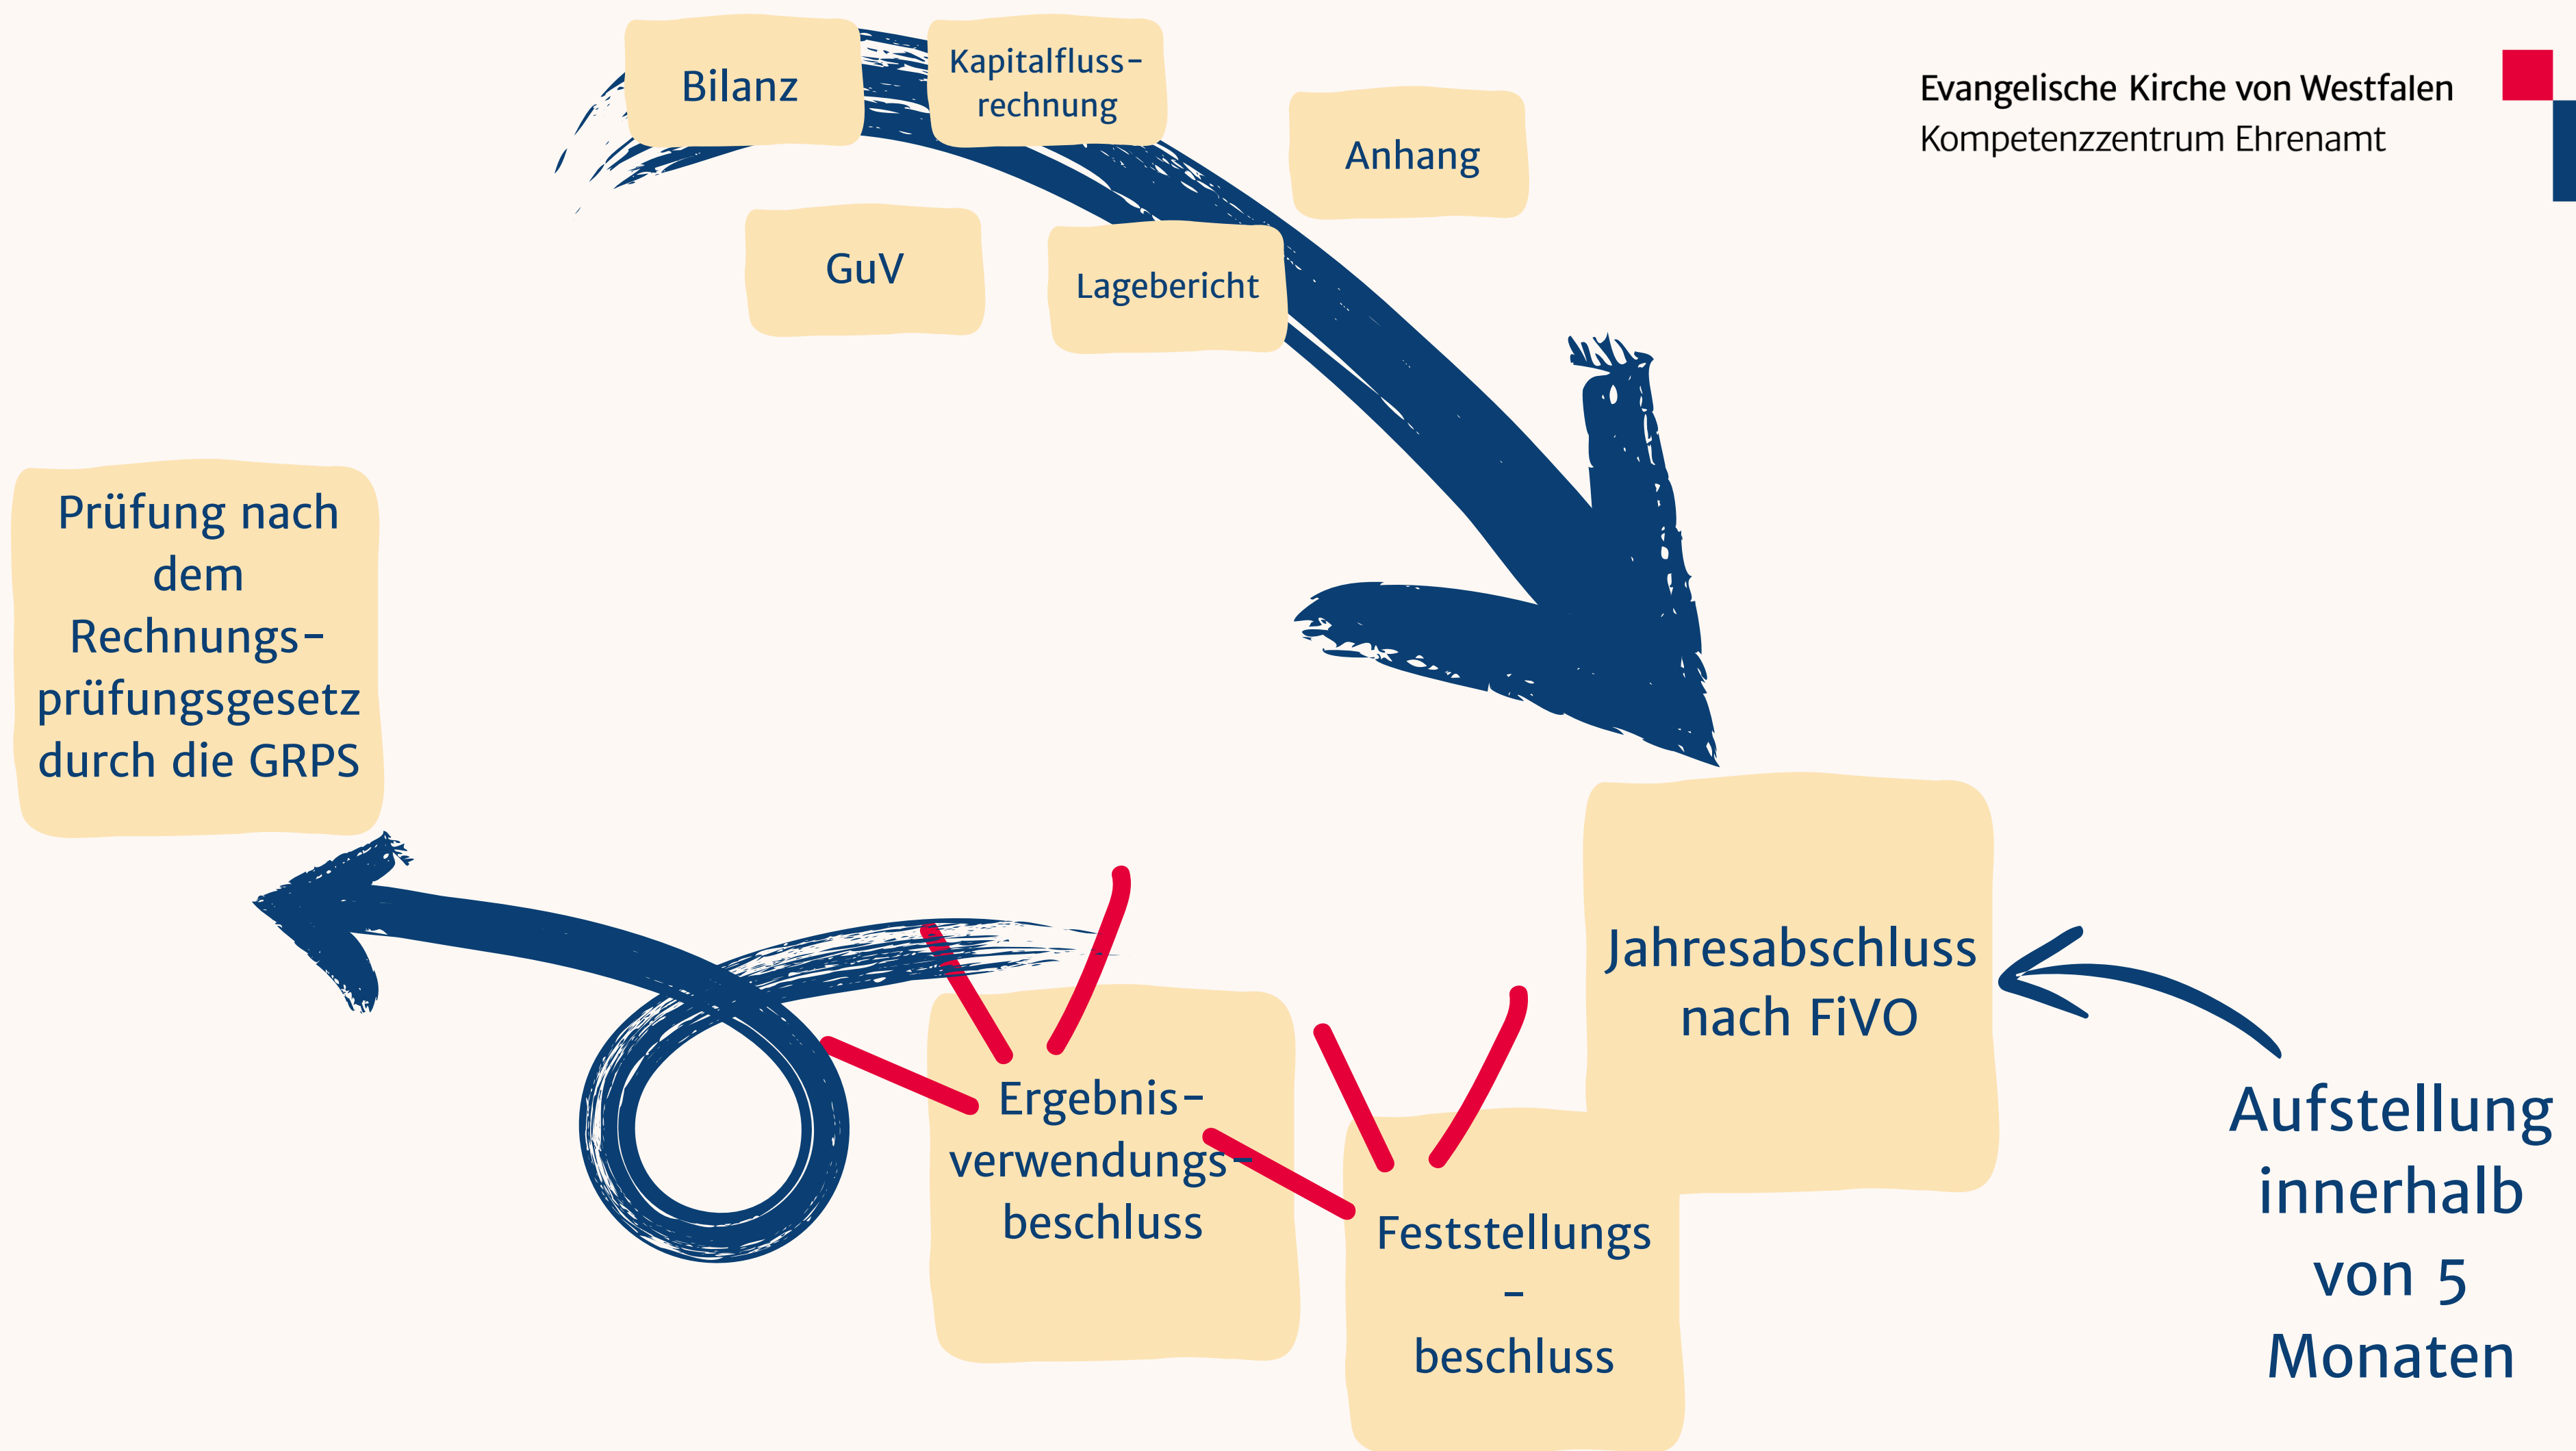 Bilanz
Kapitalfluss-
rechnung
Anhang
GuV
Lagebericht
Evangelische Kirche von Westfalen
Kompetenzzentrum Ehrenamt
Prüfung nach
dem
Rechnungs-
prüfungsgesetz
durch die GRPS
Jahresabschluss
nach FiVO
Aufstellung
innerhalb
von 5
Monaten
Ergebnis-
verwendungs-
beschluss
Feststellungs
-
beschluss